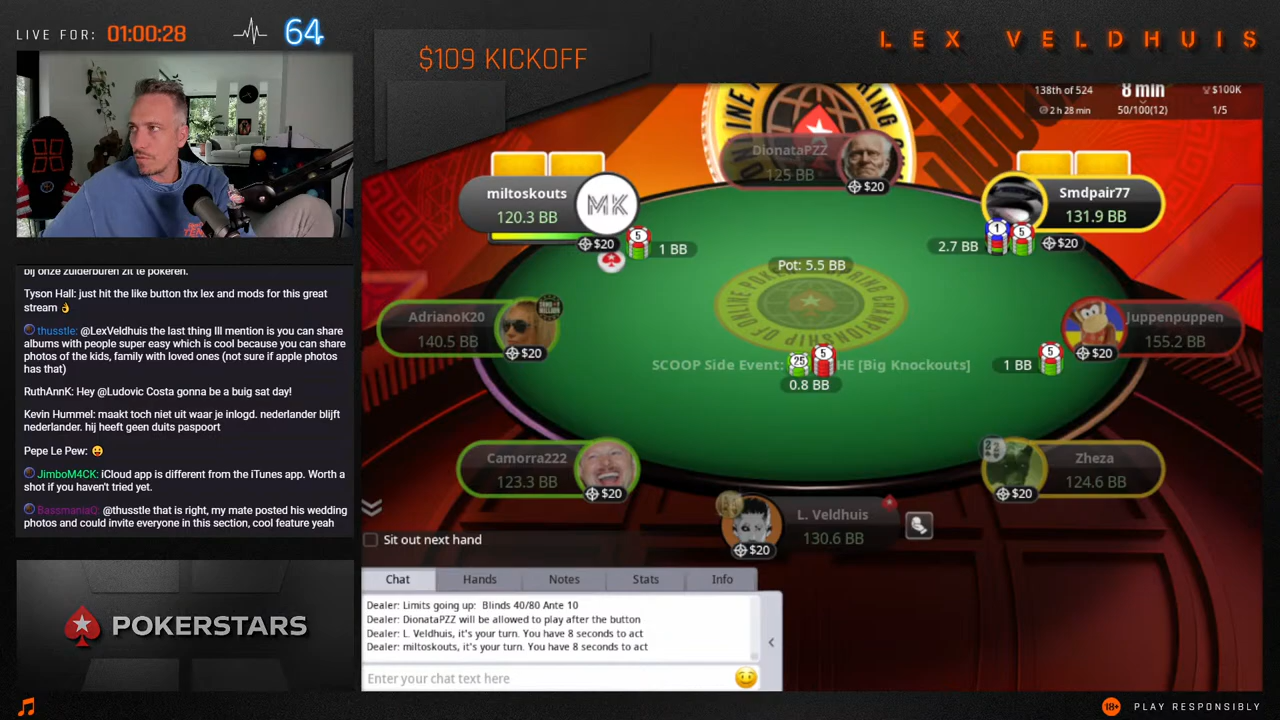 LIVE FOR: 01:00:28 64
$109 KICKOFF
LEX VELDHUIS
138th of 524 8 min $100K
2 h 28 min 50/100(12) 1/5
DionataPZZ
125 BB
$20
miltoskouts
120.3 BB
MK
$20
5
1 BB
Smdpair77
131.9 BB
2.7 BB
1
5
$20
Pot: 5.5 BB
AdrianoK20
140.5 BB
$20
Juppenpuppen
155.2 BB
$20
1 BB
5
SCOOP Side Event: HE [Big Knockouts]
25
5
0.8 BB
Camorra222
123.3 BB
$20
Zheza
124.6 BB
$20
L. Veldhuis
130.6 BB
$20
bij onze zuiderburen zit te pokeren.
Tyson Hall: just hit the like button thx lex and mods for this great
stream 👌
thusstle: @LexVeldhuis the last thing Ill mention is you can share
albums with people super easy which is cool because you can share
photos of the kids, family with loved ones (not sure if apple photos
has that)
RuthAnnK: Hey @Ludovic Costa gonna be a buig sat day!
Kevin Hummel: maakt toch niet uit waar je inlogd. nederlander blijft
nederlander. hij heeft geen duits paspoort
Pepe Le Pew: 😛
JimboM4CK: iCloud app is different from the iTunes app. Worth a
shot if you haven't tried yet.
BassmaniaQ: @thusstle that is right, my mate posted his wedding
photos and could invite everyone in this section, cool feature yeah
Sit out next hand
Chat Hands Notes Stats Info
Dealer: Limits going up: Blinds 40/80 Ante 10
Dealer: DionataPZZ will be allowed to play after the button
Dealer: L. Veldhuis, it's your turn. You have 8 seconds to act
Dealer: miltoskouts, it's your turn. You have 8 seconds to act
Enter your chat text here
POKERSTARS
18+ PLAY RESPONSIBLY